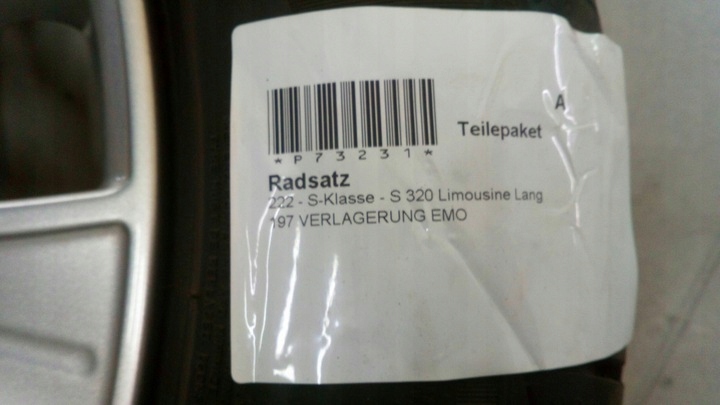 A
Teilepaket
*P73231*
Radsatz
222 - S-Klasse - S 320 Limousine Lang
197 VERLAGERUNG EMO